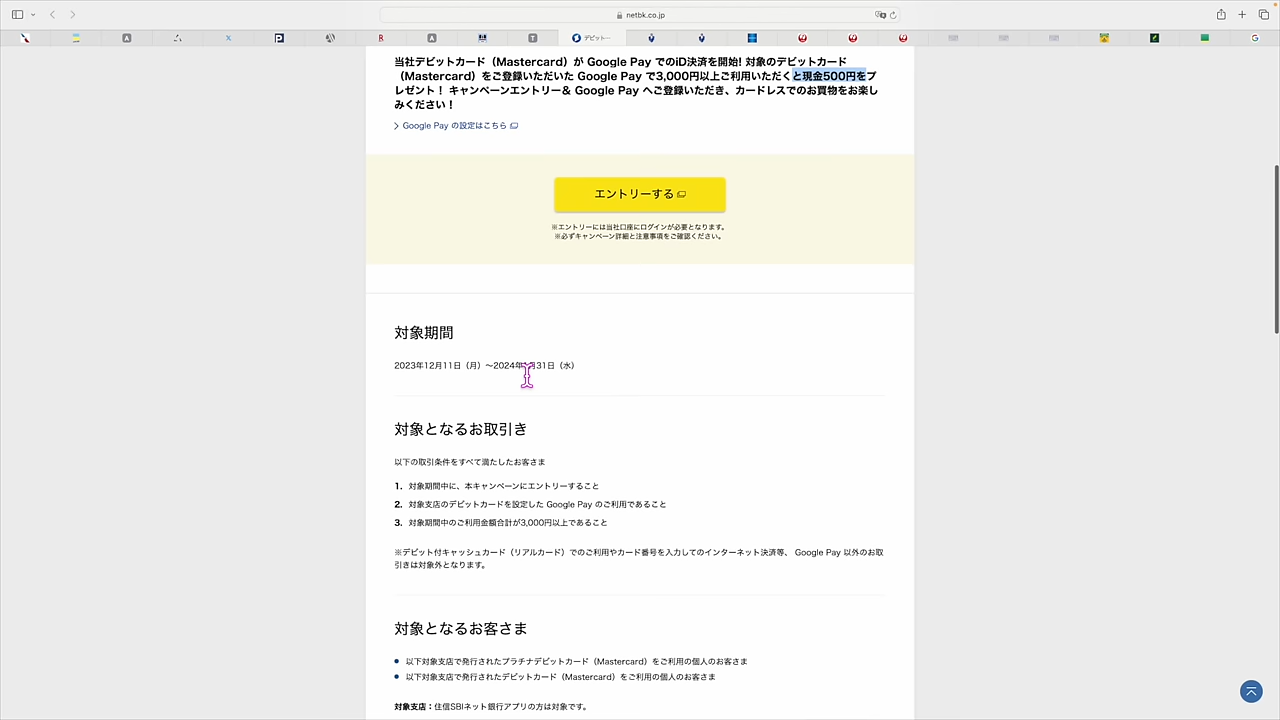 netbk.co.jp
デビット…
当社デビットカード（Mastercard）が Google Pay でのiD決済を開始! 対象のデビットカード
（Mastercard）をご登録いただいた Google Pay で3,000円以上ご利用いただくと現金500円をプ
レゼント！ キャンペーンエントリー＆ Google Pay へご登録いただき、カードレスでのお買物をお楽し
みください！
Google Pay の設定はこちら
エントリーする
※エントリーには当社口座にログインが必要となります。
※必ずキャンペーン詳細と注意事項をご確認ください。
対象期間
2023年12月11日（月）〜2024年 月31日（水）
対象となるお取引き
以下の取引条件をすべて満たしたお客さま
1. 対象期間中に、本キャンペーンにエントリーすること
2. 対象支店のデビットカードを設定した Google Pay のご利用であること
3. 対象期間中のご利用金額合計が3,000円以上であること
※デビット付キャッシュカード（リアルカード）でのご利用やカード番号を入力してのインターネット決済等、 Google Pay 以外のお取
引きは対象外となります。
対象となるお客さま
以下対象支店で発行されたプラチナデビットカード（Mastercard）をご利用の個人のお客さま
以下対象支店で発行されたデビットカード（Mastercard）をご利用の個人のお客さま
対象支店：住信SBIネット銀行アプリの方は対象です。